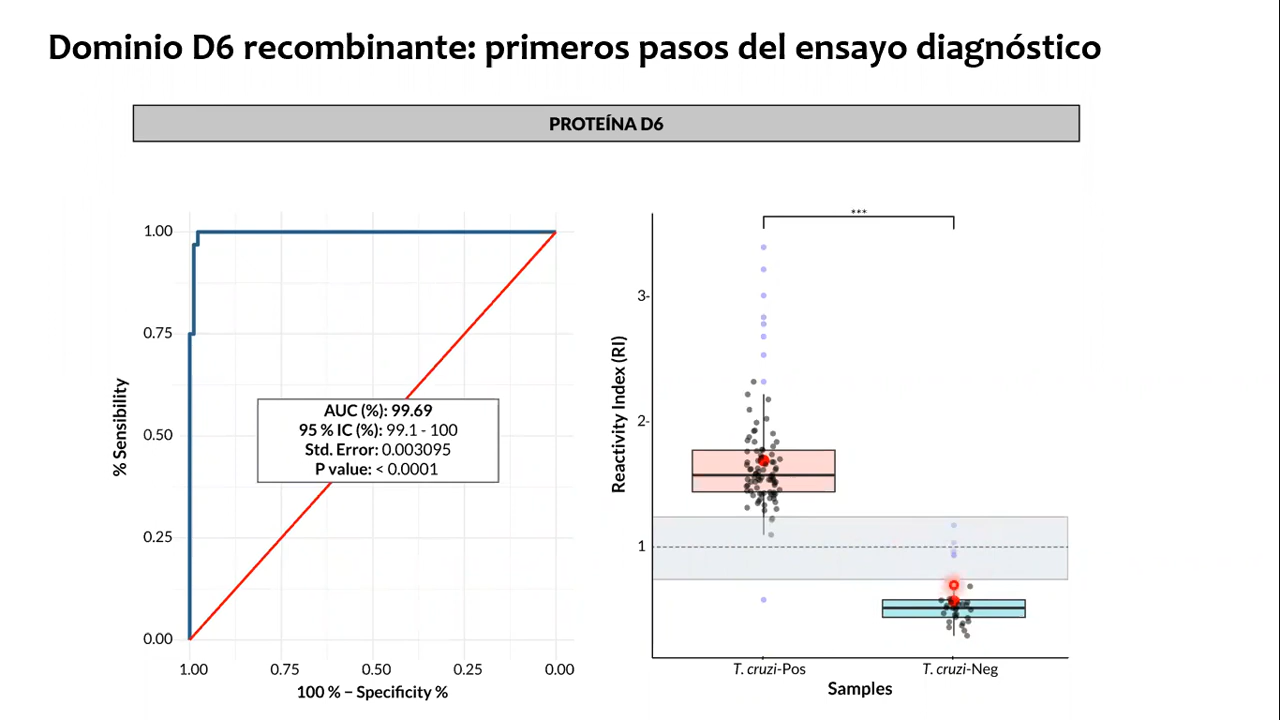 Dominio D6 recombinante: primeros pasos del ensayo diagnóstico
PROTEÍNA D6
% Sensibility
1.00
0.75
0.50
0.25
0.00
AUC (%): 99.69
95 % IC (%): 99.1 - 100
Std. Error: 0.003095
P value: < 0.0001
1.00 0.75 0.50 0.25 0.00
100 % – Specificity %
Reactivity Index (RI)
***
3-
2-
1
T. cruzi-Pos T. cruzi-Neg
Samples